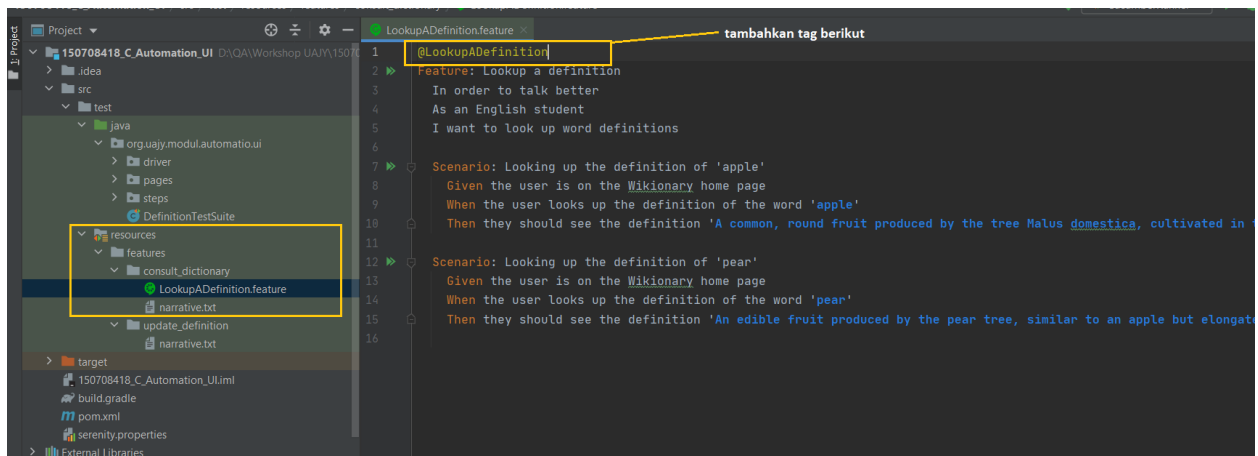 Project
LookupADefinition.feature
tambahkan tag berikut
1: Project
150708418_C_Automation_UI D:\QA\Workshop UAJY\15070
.idea
src
test
java
org.uajy.modul.automatio.ui
driver
pages
steps
DefinitionTestSuite
resources
features
consult_dictionary
LookupADefinition.feature
narrative.txt
update_definition
narrative.txt
target
150708418_C_Automation_UI.iml
build.gradle
pom.xml
serenity.properties
External Libraries
1 @LookupADefinition
2 Feature: Lookup a definition
3 In order to talk better
4 As an English student
5 I want to look up word definitions
6
7 Scenario: Looking up the definition of 'apple'
8 Given the user is on the Wikionary home page
9 When the user looks up the definition of the word 'apple'
10 Then they should see the definition 'A common, round fruit produced by the tree Malus domestica, cultivated in
11
12 Scenario: Looking up the definition of 'pear'
13 Given the user is on the Wikionary home page
14 When the user looks up the definition of the word 'pear'
15 Then they should see the definition 'An edible fruit produced by the pear tree, similar to an apple but elongate
16